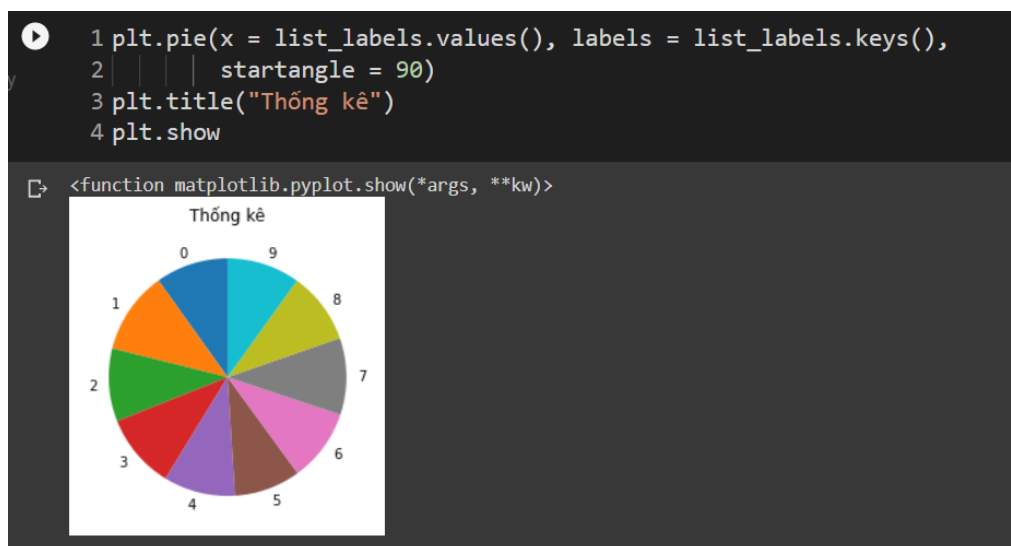 1 plt.pie(x = list_labels.values(), labels = list_labels.keys(),
2 startangle = 90)
3 plt.title("Thống kê")
4 plt.show
<function matplotlib.pyplot.show(*args, **kw)>
Thống kê
0
9
1
8
2
7
3
6
4
5